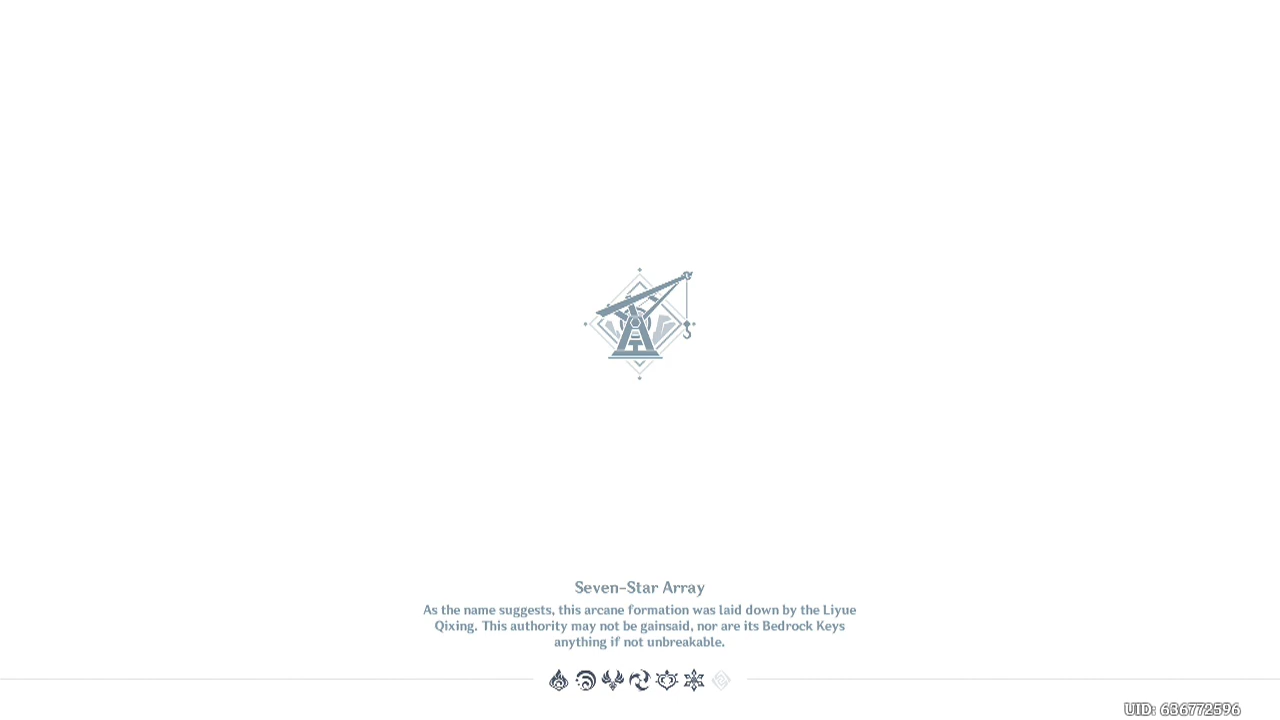 Seven-Star Array
As the name suggests, this arcane formation was laid down by the Liyue
Qixing. This authority may not be gainsaid, nor are its Bedrock Keys
anything if not unbreakable.
UID: 636772596